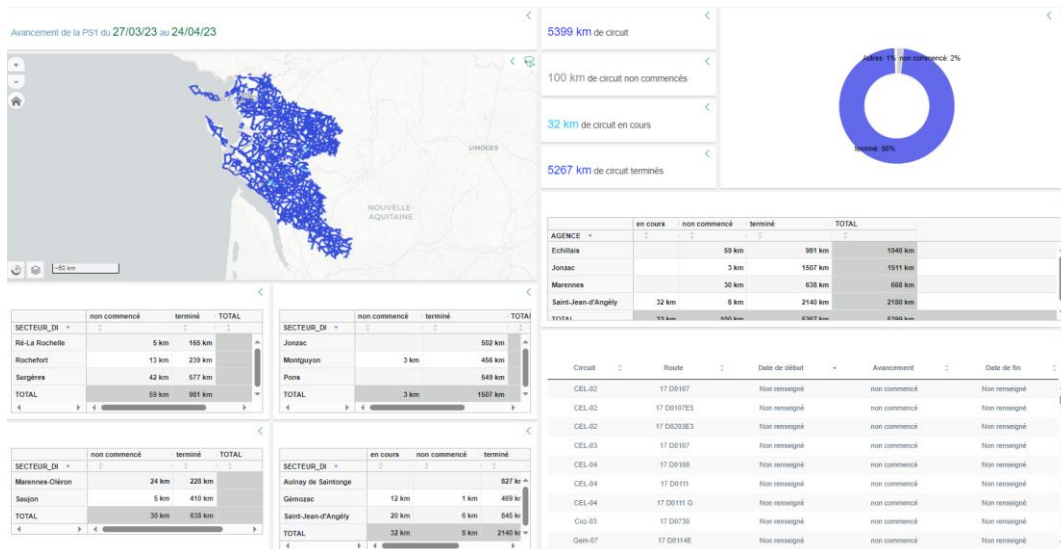 Avancement de la PS1 du 27/03/23 au 24/04/23
LIMOGES
NOUVELLE-
AQUITAINE
~50 km
5399 km de circuit
100 km de circuit non commencés
32 km de circuit en cours
5267 km de circuit terminés
Autres: 1% non commencé: 2%
terminé: 98%
en cours non commencé terminé TOTAL
AGENCE
Echillais 59 km 981 km 1040 km
Jonzac 3 km 1507 km 1511 km
Marennes 30 km 638 km 668 km
Saint-Jean-d'Angély 32 km 8 km 2140 km 2180 km
TOTAL 100 km 5399 km
non commencé terminé TOTAL
SECTEUR_DI
Ré-La Rochelle 5 km 165 km
Rochefort 13 km 239 km
Surgères 42 km 577 km
TOTAL 59 km 981 km
non commencé terminé TOTAL
SECTEUR_DI
Jonzac 502 km
Montguyon 3 km 456 km
Pons 549 km
TOTAL 3 km 1507 km
non commencé terminé TOTAL
SECTEUR_DI
Marennes-Oléron 24 km 228 km
Saujon 5 km 410 km
TOTAL 30 km 638 km
en cours non commencé terminé
SECTEUR_DI
Aulnay de Saintonge 827 kr
Gémozac 12 km 1 km 469 kr
Saint-Jean-d'Angély 20 km 6 km 845 kr
TOTAL 32 km 8 km 2140 kr
Circuit Route Date de début Avancement Date de fin
CEL-02 17 D0107 Non renseigné non commencé Non renseigné
CEL-02 17 D0107E5 Non renseigné non commencé Non renseigné
CEL-02 17 D0203E3 Non renseigné non commencé Non renseigné
CEL-03 17 D0107 Non renseigné non commencé Non renseigné
CEL-04 17 D0108 Non renseigné non commencé Non renseigné
CEL-04 17 D0111 Non renseigné non commencé Non renseigné
CEL-04 17 D0111 G Non renseigné non commencé Non renseigné
Coz-03 17 D0730 Non renseigné non commencé Non renseigné
Gem-07 17 D0114E Non renseigné non commencé Non renseigné